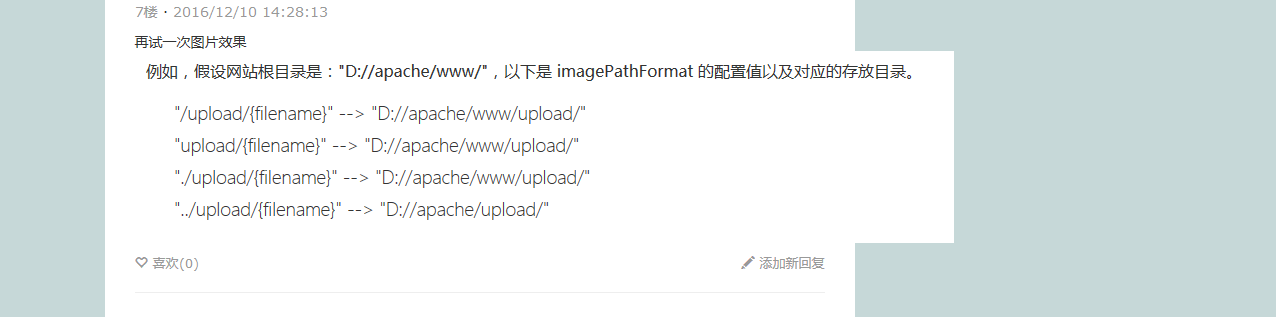 7楼 · 2016/12/10 14:28:13
再试一次图片效果
例如，假设网站根目录是："D://apache/www/"，以下是 imagePathFormat 的配置值以及对应的存放目录。
"/upload/{filename}" --> "D://apache/www/upload/"
"upload/{filename}" --> "D://apache/www/upload/"
"./upload/{filename}" --> "D://apache/www/upload/"
"../upload/{filename}" --> "D://apache/upload/"
喜欢(0) 添加新回复